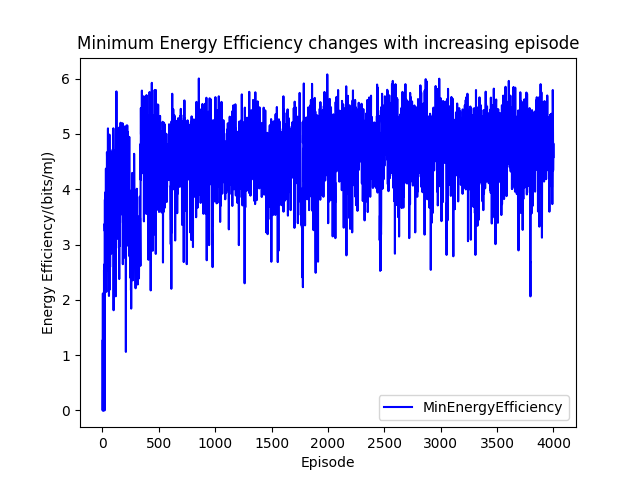 Minimum Energy Efficiency changes with increasing episode
Energy Efficiency/(bits/mJ)
6
5
4
3
2
1
0
0 500 1000 1500 2000 2500 3000 3500 4000
Episode
MinEnergyEfficiency